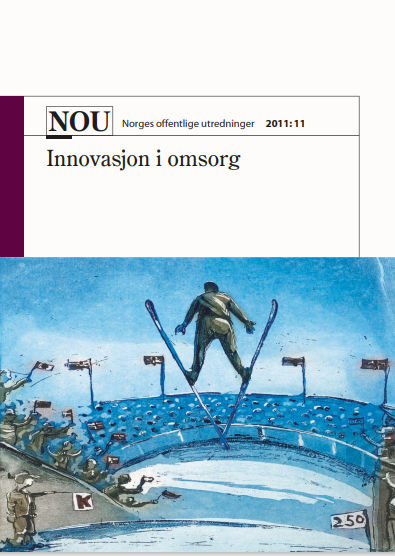 NOU
Norges offentlige utredninger 2011: 11
Innovasjon i omsorg
K
250